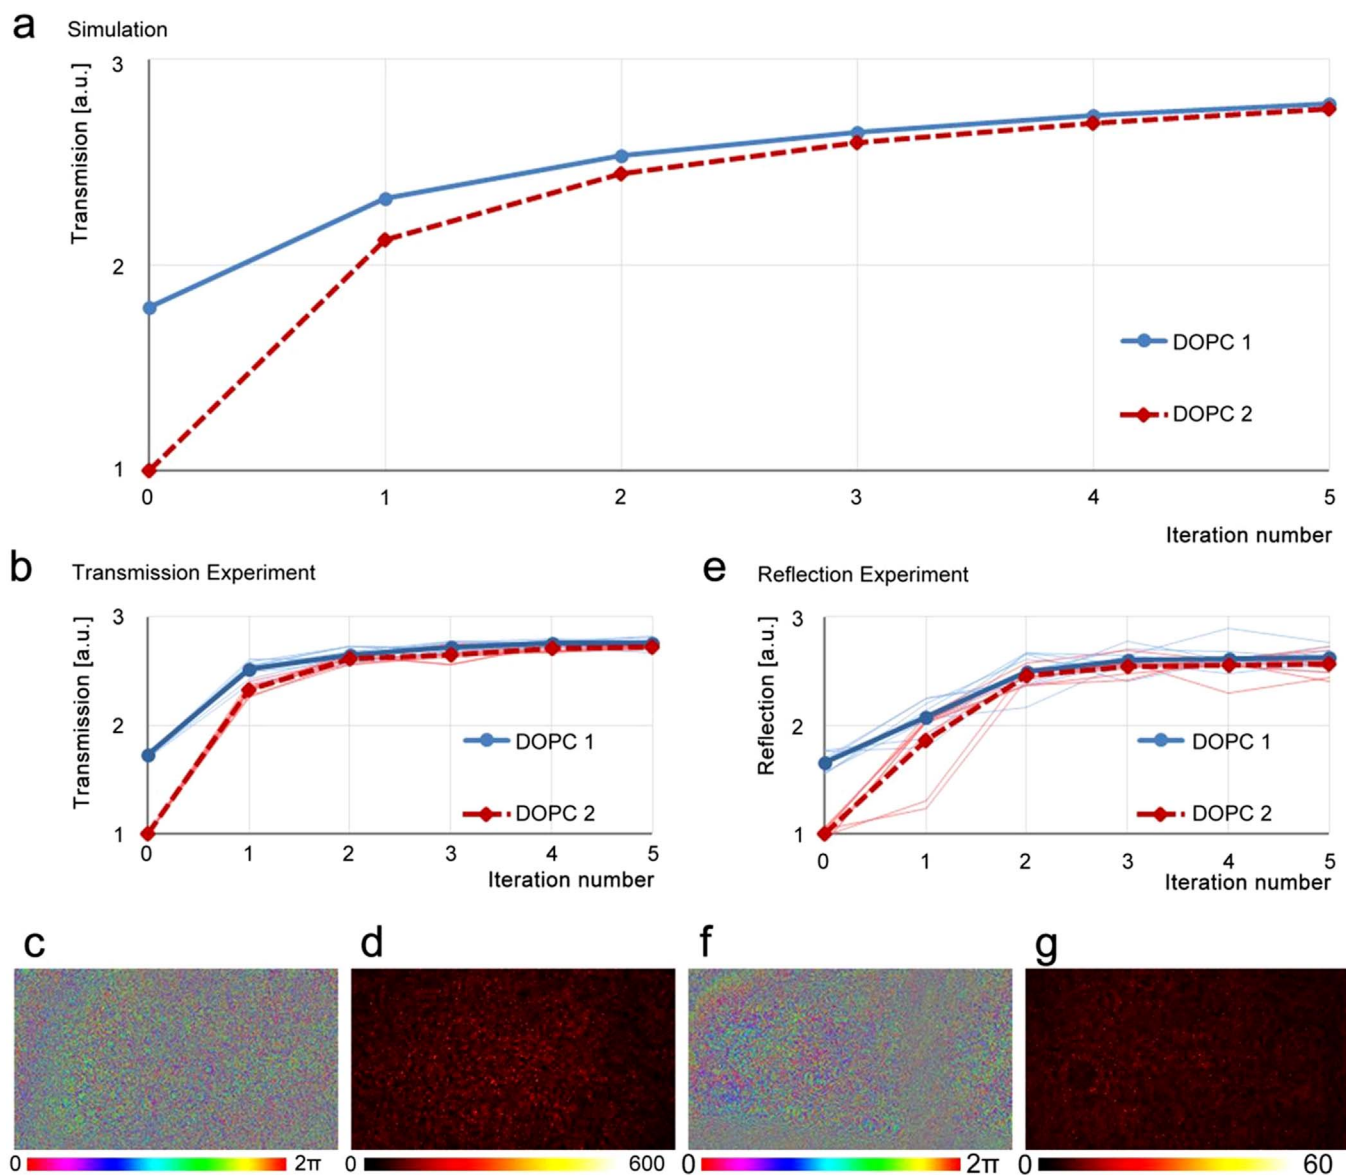 a Simulation
Transmision [a.u.]
3
2
1
0 1 2 3 4 5
Iteration number
DOPC 1
DOPC 2
b Transmission Experiment
Transmission [a.u.]
3
2
1
0 1 2 3 4 5
Iteration number
DOPC 1
DOPC 2
e Reflection Experiment
Reflection [a.u.]
3
2
1
0 1 2 3 4 5
Iteration number
DOPC 1
DOPC 2
c d f g
0 2π 0 600 0 2π 0 60